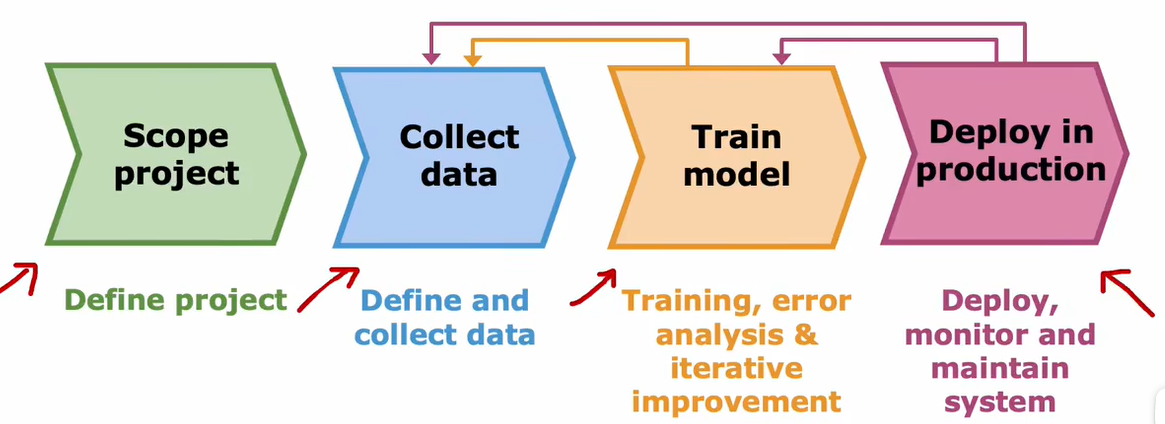 Scope
project
Collect
data
Train
model
Deploy in
production
Define project
Define and
collect data
Training, error
analysis &
iterative
improvement
Deploy,
monitor and
maintain
system